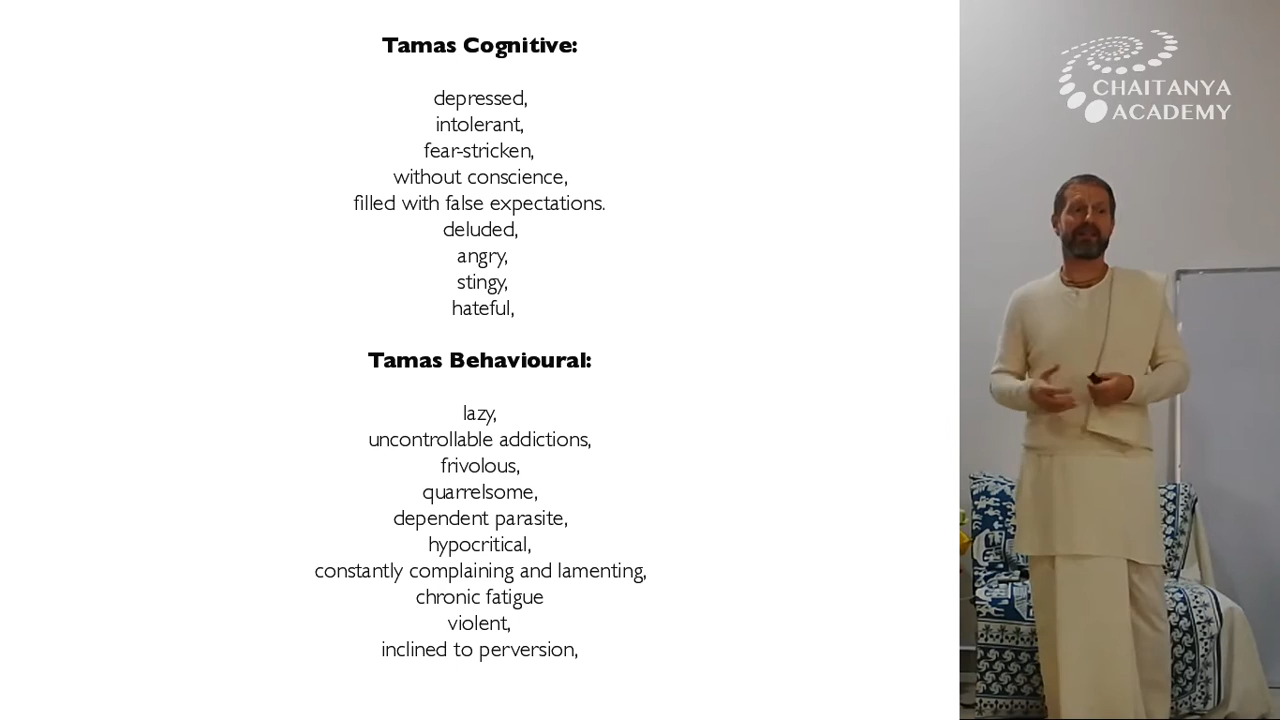 Tamas Cognitive:
depressed,
intolerant,
fear-stricken,
without conscience,
filled with false expectations.
deluded,
angry,
stingy,
hateful,
Tamas Behavioural:
lazy,
uncontrollable addictions,
frivolous,
quarrelsome,
dependent parasite,
hypocritical,
constantly complaining and lamenting,
chronic fatigue
violent,
inclined to perversion,
CHAITANYA
ACADEMY